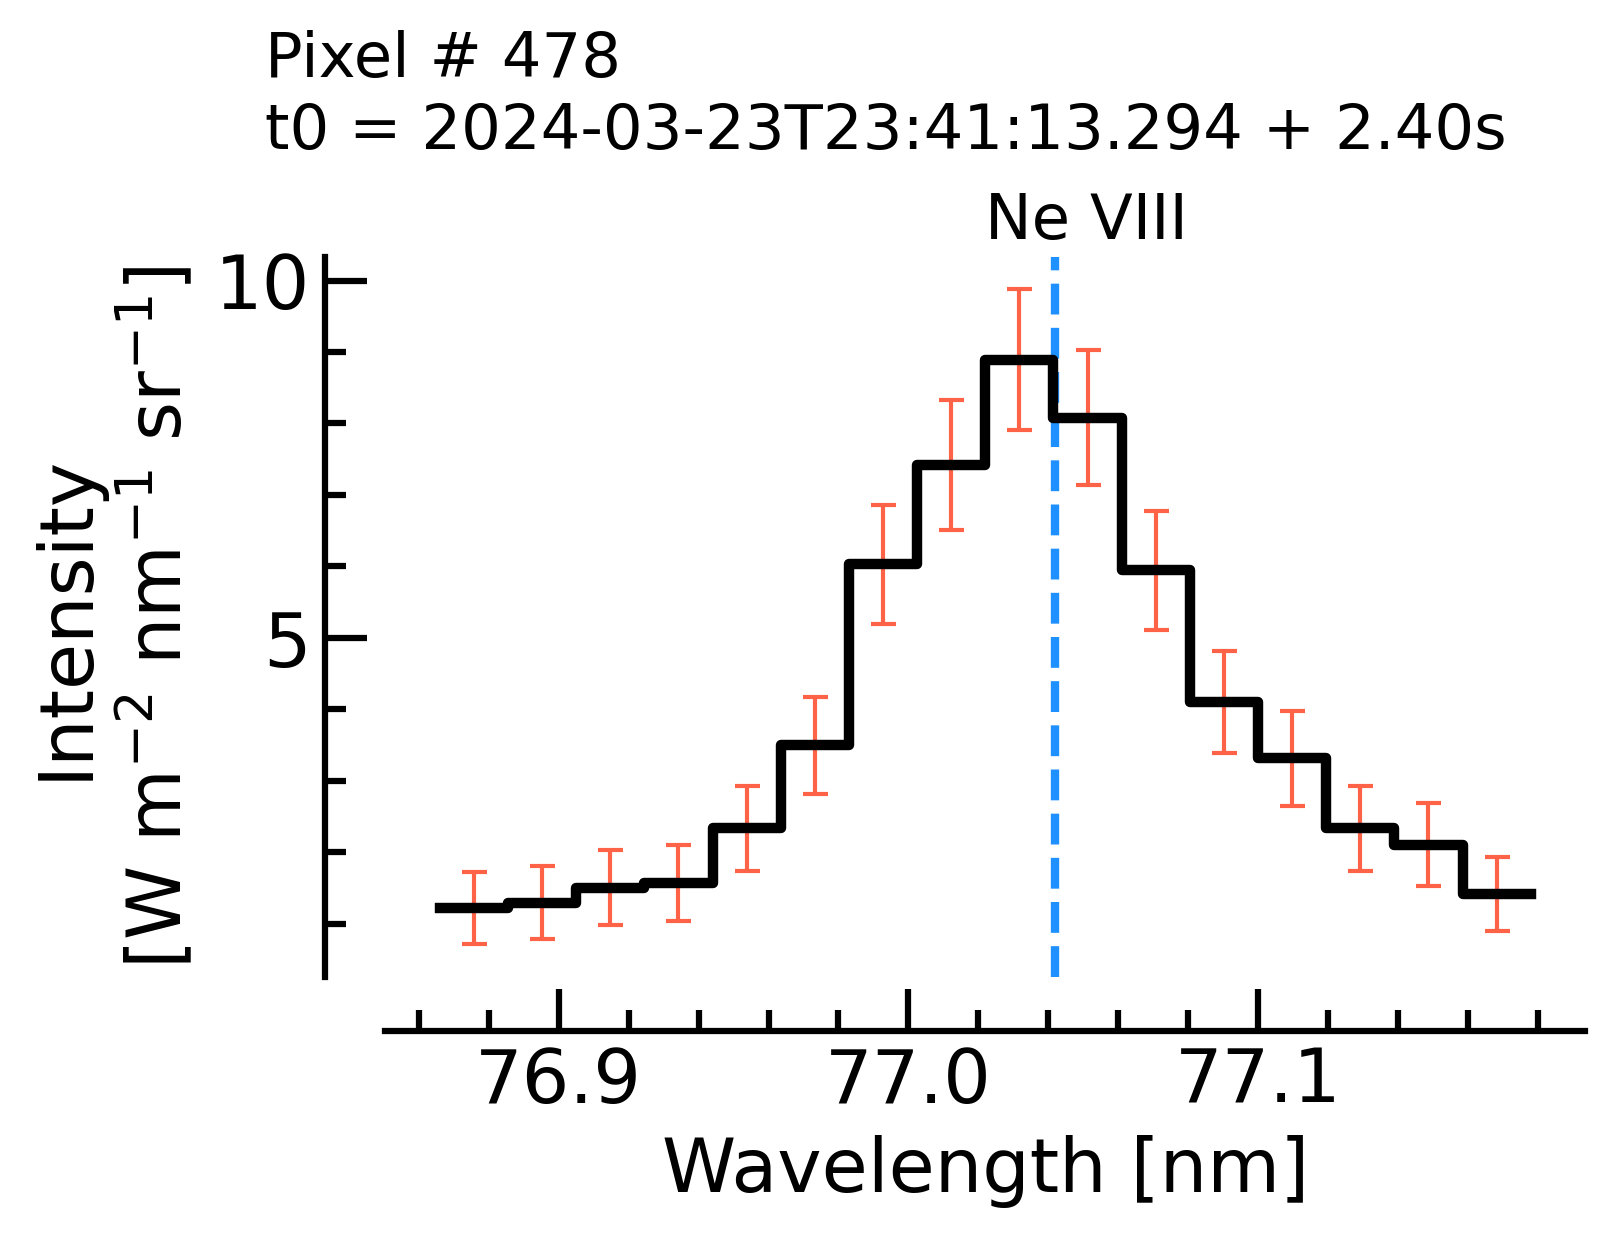 Pixel # 478
t0 = 2024-03-23T23:41:13.294 + 2.40s
Ne VIII
10
5
Intensity
[W m⁻² nm⁻¹ sr⁻¹]
76.9 77.0 77.1
Wavelength [nm]